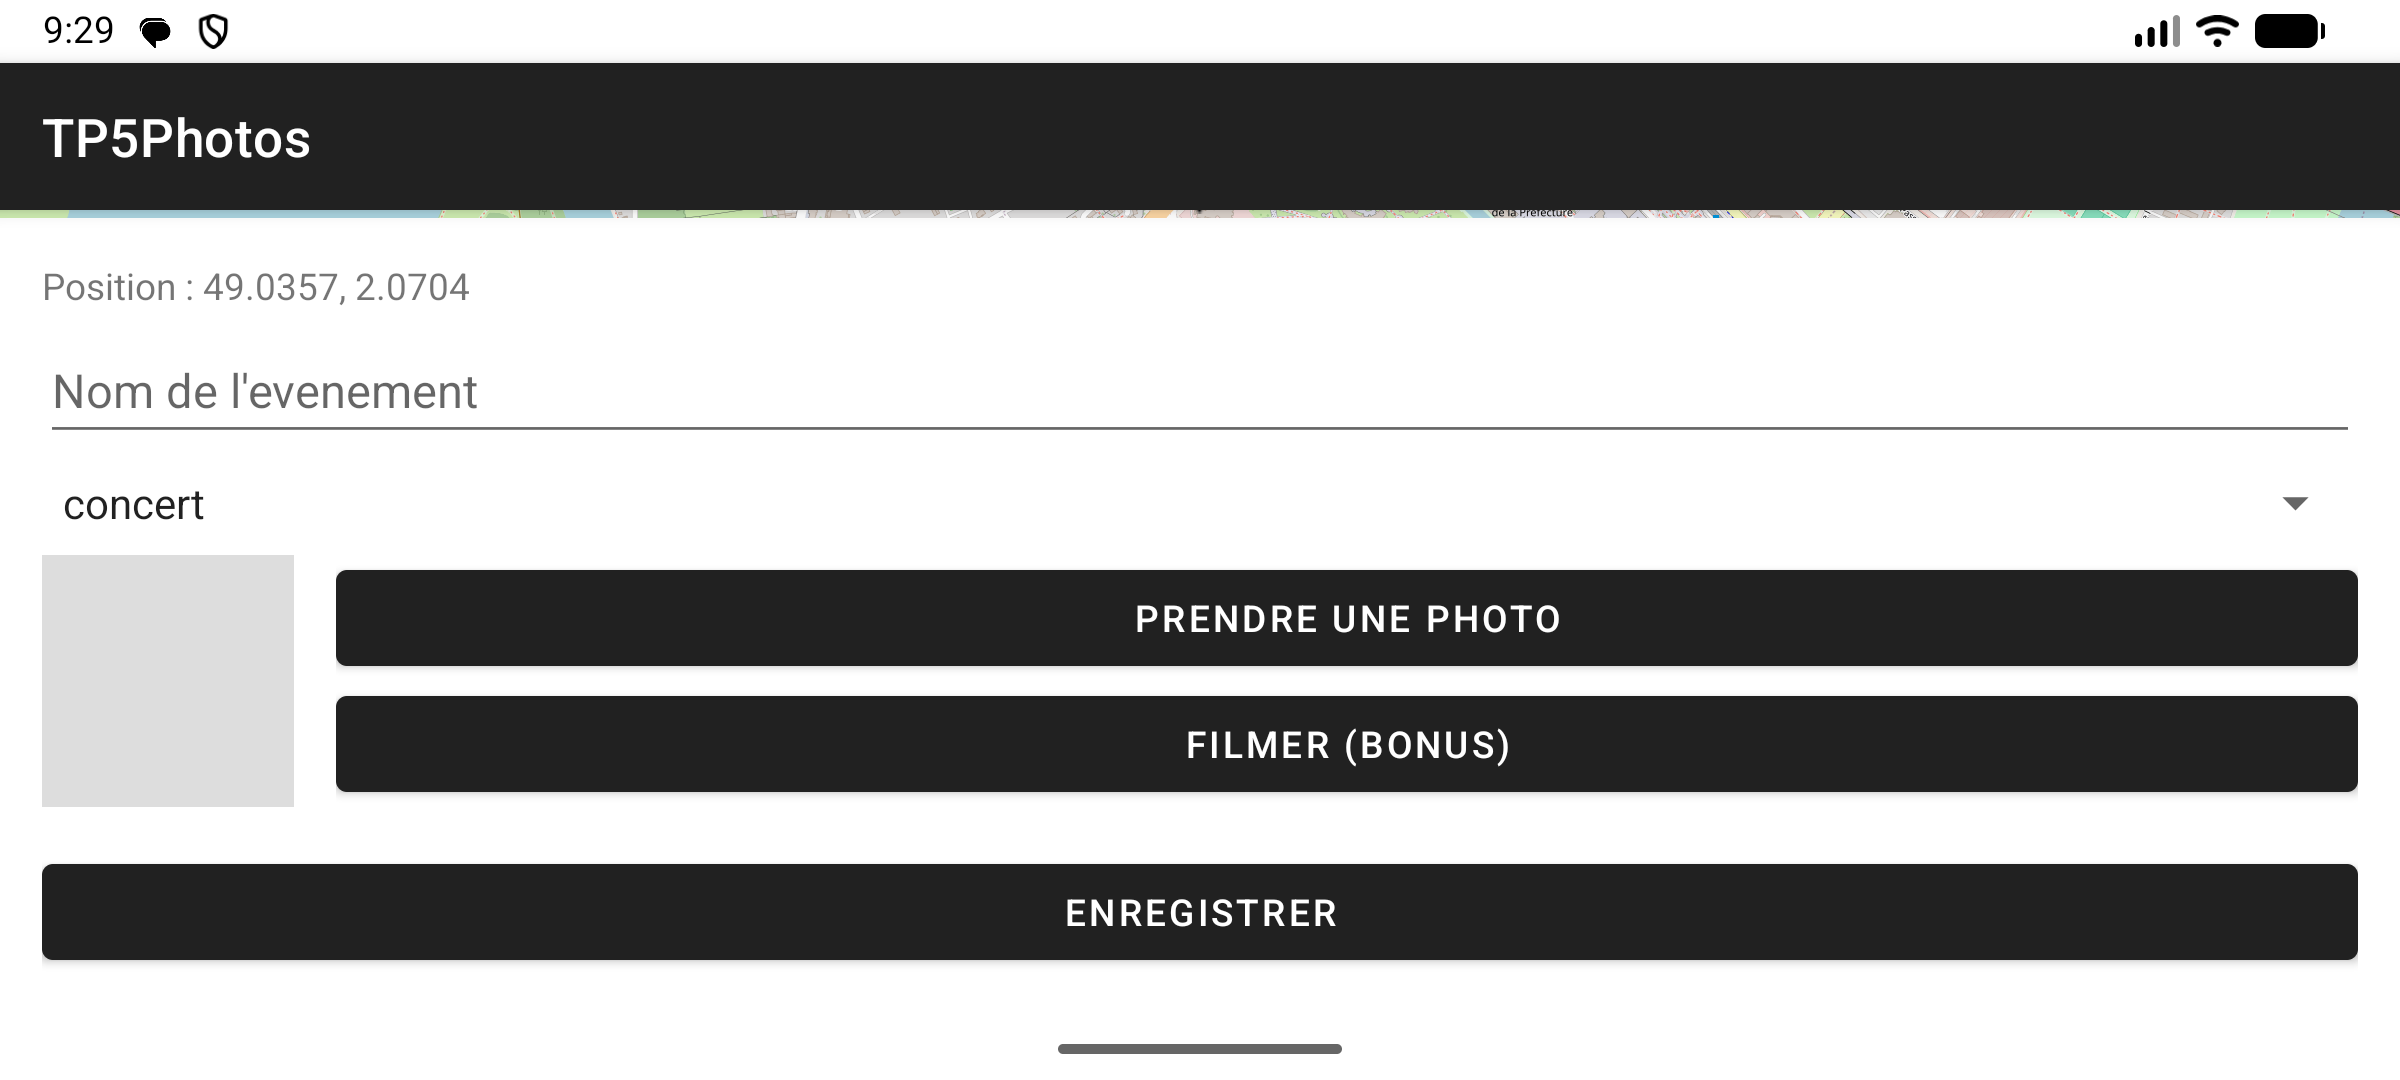 9:29
TP5Photos
de la Préfecture
Position : 49.0357, 2.0704
Nom de l'evenement
concert
PRENDRE UNE PHOTO
FILMER (BONUS)
ENREGISTRER